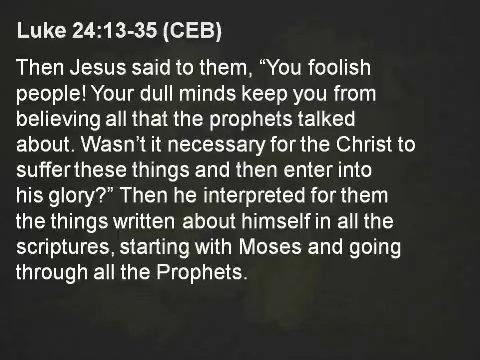 Luke 24:13-35 (CEB)
Then Jesus said to them, “You foolish
people! Your dull minds keep you from
believing all that the prophets talked
about. Wasn’t it necessary for the Christ to
suffer these things and then enter into
his glory?” Then he interpreted for them
the things written about himself in all the
scriptures, starting with Moses and going
through all the Prophets.